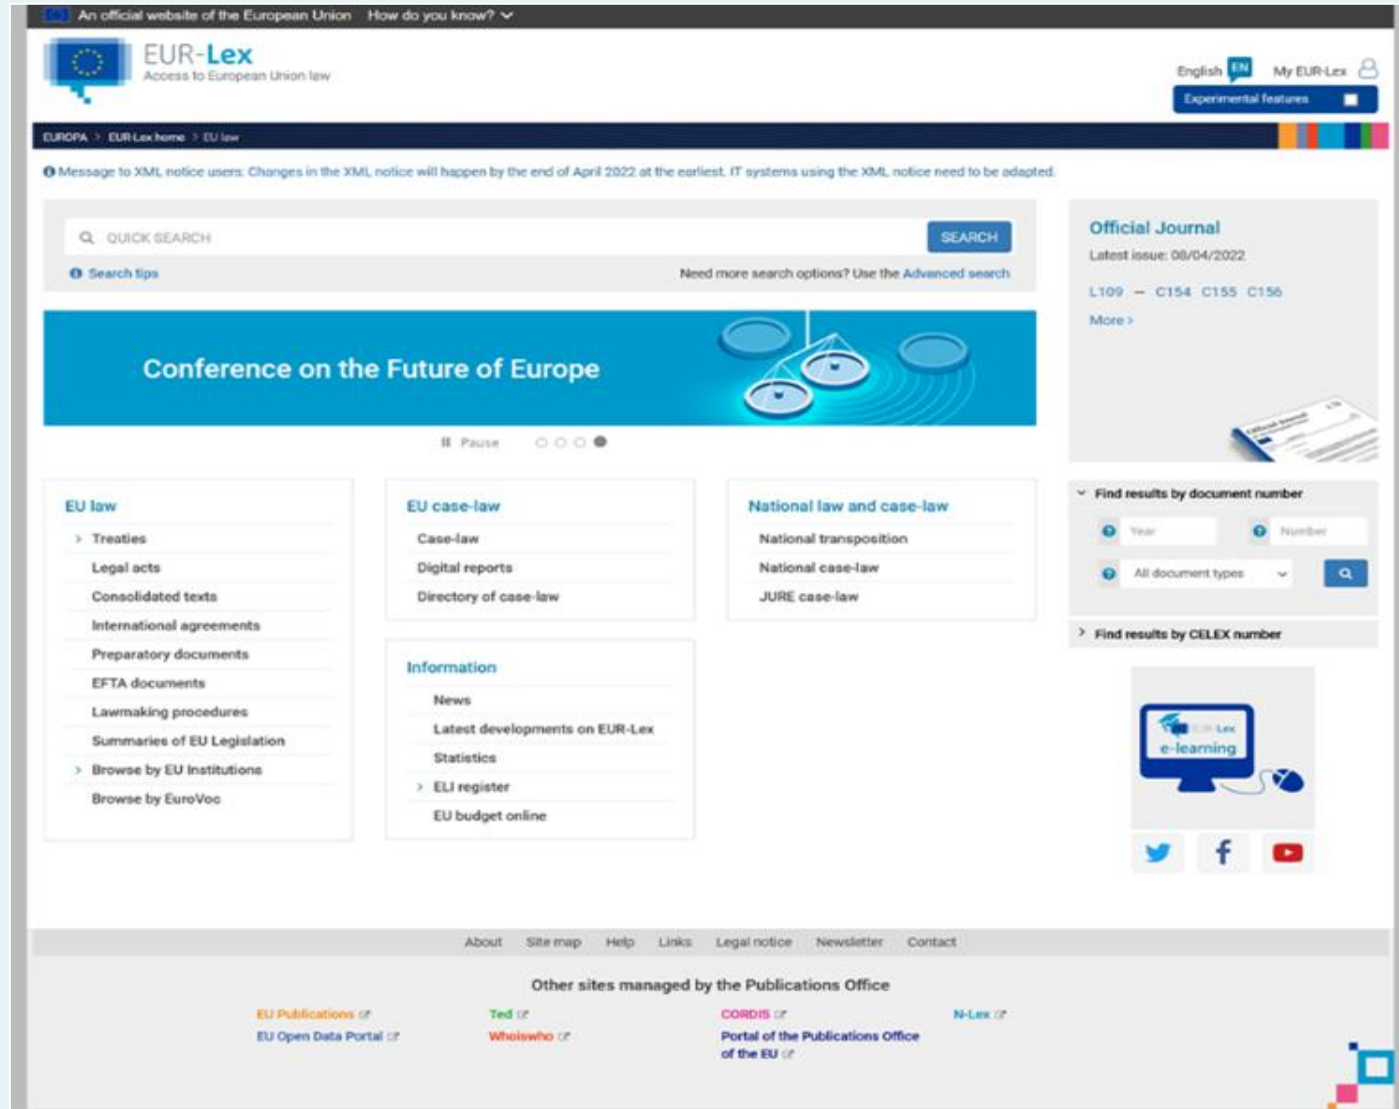 An official website of the European Union How do you know?
EUR-Lex
Access to European Union law
English EN My EUR-Lex
Experimental features
EUROPA > EUR-Lex home > EU law
Message to XML notice users: Changes in the XML notice will happen by the end of April 2022 at the earliest. IT systems using the XML notice need to be adapted.
QUICK SEARCH SEARCH
Search tips Need more search options? Use the Advanced search
Conference on the Future of Europe
Pause
Official Journal
Latest issue: 08/04/2022
L109 – C154 C155 C156
More >
Official Journal
EU law
> Treaties
Legal acts
Consolidated texts
International agreements
Preparatory documents
EFTA documents
Lawmaking procedures
Summaries of EU Legislation
> Browse by EU Institutions
Browse by EuroVoc
EU case-law
Case-law
Digital reports
Directory of case-law
Information
News
Latest developments on EUR-Lex
Statistics
> ELI register
EU budget online
National law and case-law
National transposition
National case-law
JURE case-law
Find results by document number
Year Number
All document types
> Find results by CELEX number
EUR-Lex
e-learning
About Site map Help Links Legal notice Newsletter Contact
Other sites managed by the Publications Office
EU Publications Ted CORDIS N-Lex
EU Open Data Portal Whoiswho Portal of the Publications Office
of the EU